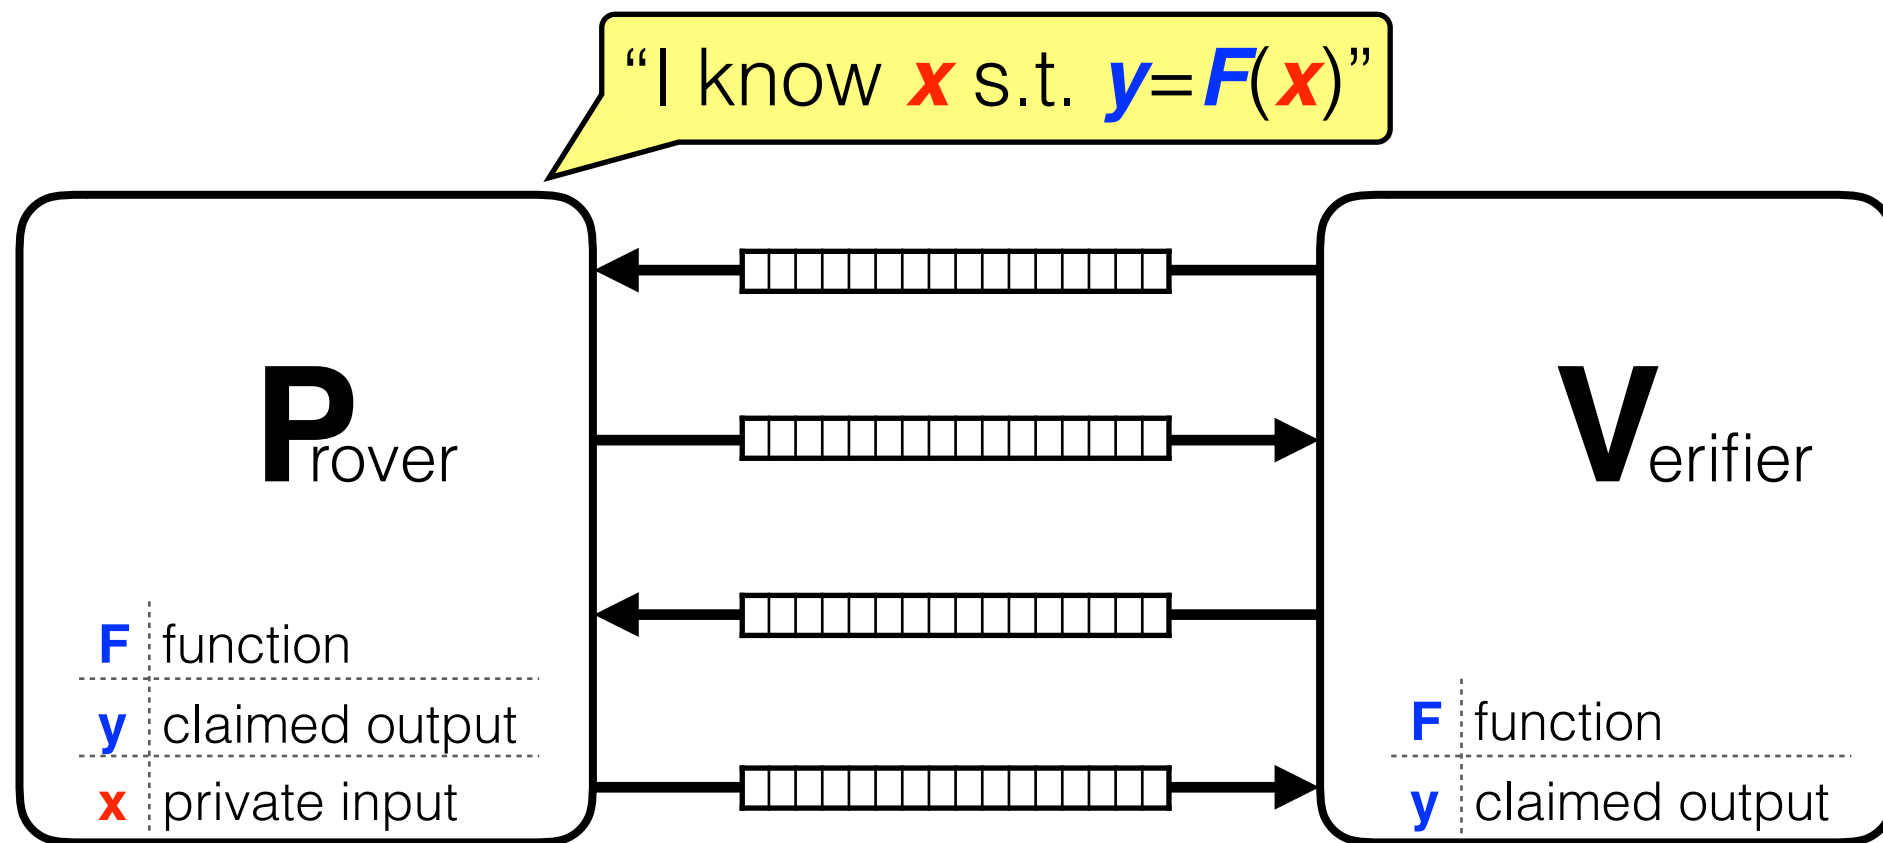 “I know x s.t. y=F(x)”
Prover
F function
y claimed output
x private input
Verifier
F function
y claimed output